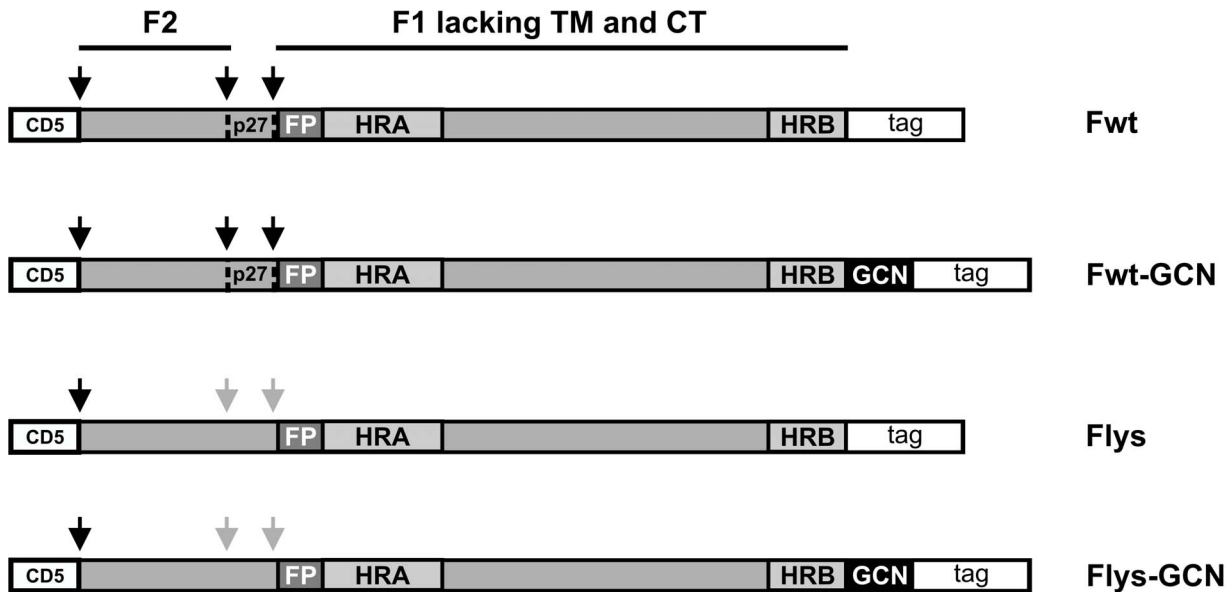 F2 F1 lacking TM and CT
CD5 p27 FP HRA HRB tag Fwt
CD5 p27 FP HRA HRB GCN tag Fwt-GCN
CD5 FP HRA HRB tag Flys
CD5 FP HRA HRB GCN tag Flys-GCN